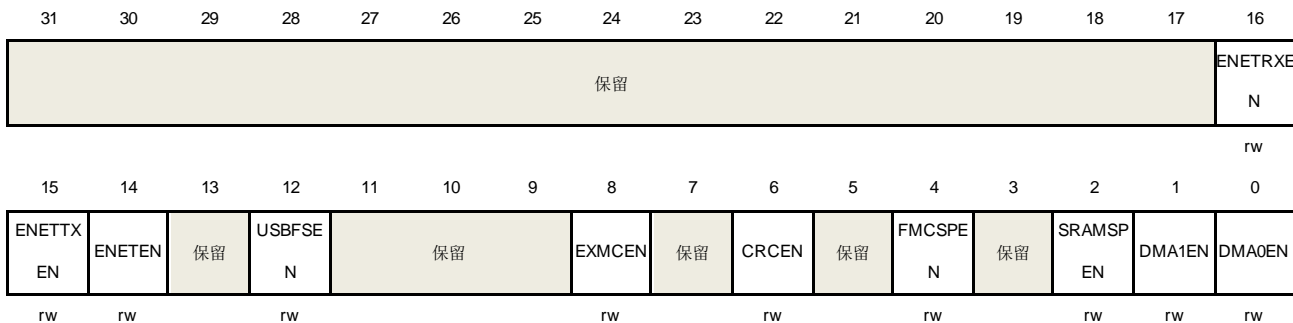 31 30 29 28 27 26 25 24 23 22 21 20 19 18 17 16
保留 ENETRXE
N
rw
15 14 13 12 11 10 9 8 7 6 5 4 3 2 1 0
ENETTX
EN ENETEN 保留 USBFSE
N 保留 EXMCEN 保留 CRCEN 保留 FMCSPE
N 保留 SRAMSP
EN DMA1EN DMA0EN
rw rw rw rw rw rw rw rw rw